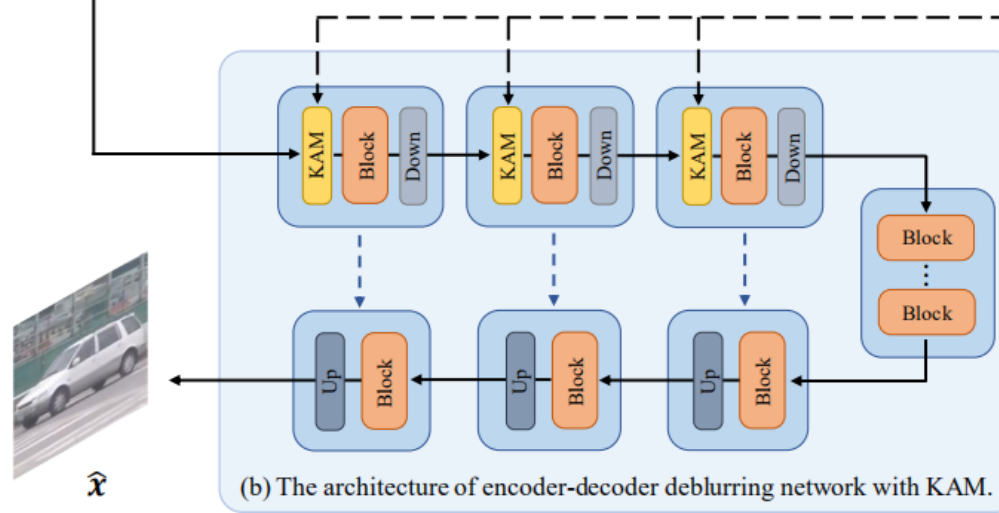 KAM Block Down KAM Block Down KAM Block Down
Block
Block
Up Block Up Block Up Block
x̂
(b) The architecture of encoder-decoder deblurring network with KAM.